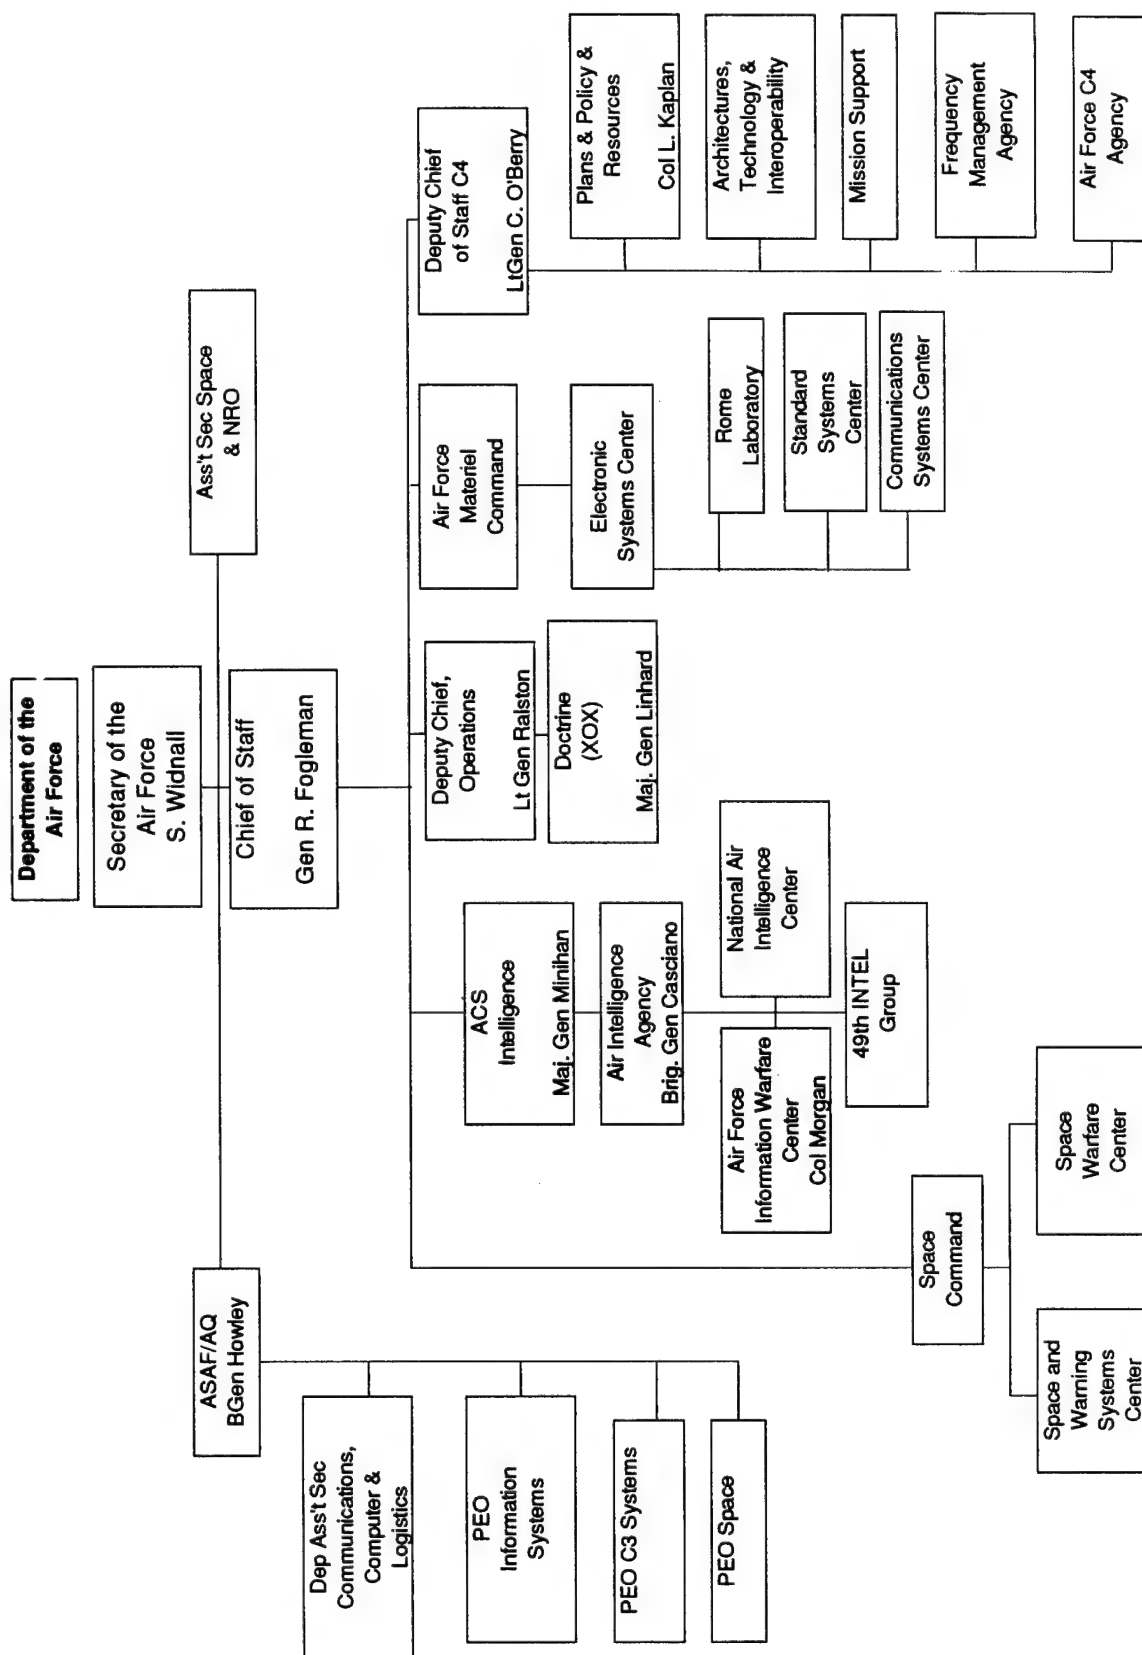 Department of the
Air Force
Secretary of the
Air Force
S. Widnall
Chief of Staff
Gen R. Fogleman
Ass't Sec Space
& NRO
ASAF/AQ
BGen Howley
Dep Ass't Sec
Communications,
Computer &
Logistics
PEO
Information
Systems
PEO C3 Systems
PEO Space
Space
Command
Space and
Warning
Systems
Center
Space
Warfare
Center
ACS
Intelligence
Maj. Gen Minihan
Air Intelligence
Agency
Brig. Gen Casciano
Air Force
Information Warfare
Center
Col Morgan
National Air
Intelligence
Center
49th INTEL
Group
Deputy Chief,
Operations
Lt Gen Ralston
Doctrine
(XOX)
Maj. Gen Linhard
Air Force
Materiel
Command
Electronic
Systems Center
Rome
Laboratory
Standard
Systems
Center
Communications
Systems Center
Deputy Chief
of Staff C4
LtGen C. O'Berry
Plans & Policy &
Resources
Col L. Kaplan
Architectures,
Technology &
Interoperability
Mission Support
Frequency
Management
Agency
Air Force C4
Agency